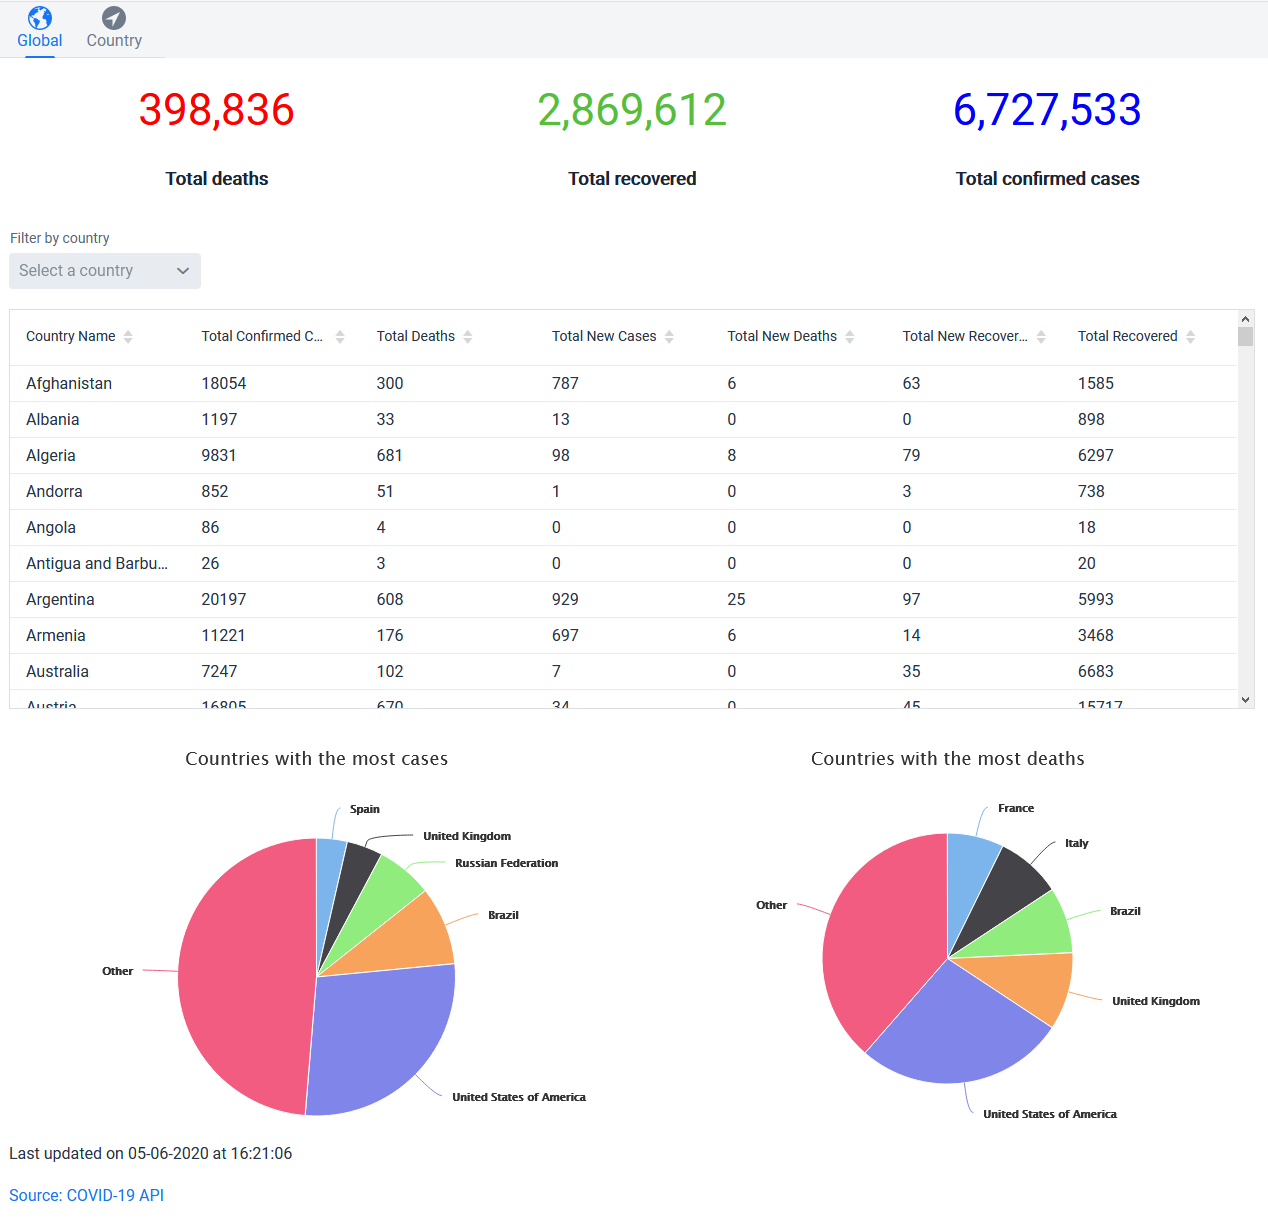 Global Country
398,836 2,869,612 6,727,533
Total deaths Total recovered Total confirmed cases
Filter by country
Select a country
Country Name Total Confirmed C... Total Deaths Total New Cases Total New Deaths Total New Recover... Total Recovered
Afghanistan 18054 300 787 6 63 1585
Albania 1197 33 13 0 0 898
Algeria 9831 681 98 8 79 6297
Andorra 852 51 1 0 3 738
Angola 86 4 0 0 0 18
Antigua and Barbu... 26 3 0 0 0 20
Argentina 20197 608 929 25 97 5993
Armenia 11221 176 697 6 14 3468
Australia 7247 102 7 0 35 6683
Austria 16805 670 34 0 45 15717
Countries with the most cases
Spain
United Kingdom
Russian Federation
Brazil
Other
United States of America
Countries with the most deaths
France
Italy
Other
Brazil
United Kingdom
United States of America
Last updated on 05-06-2020 at 16:21:06
Source: COVID-19 API